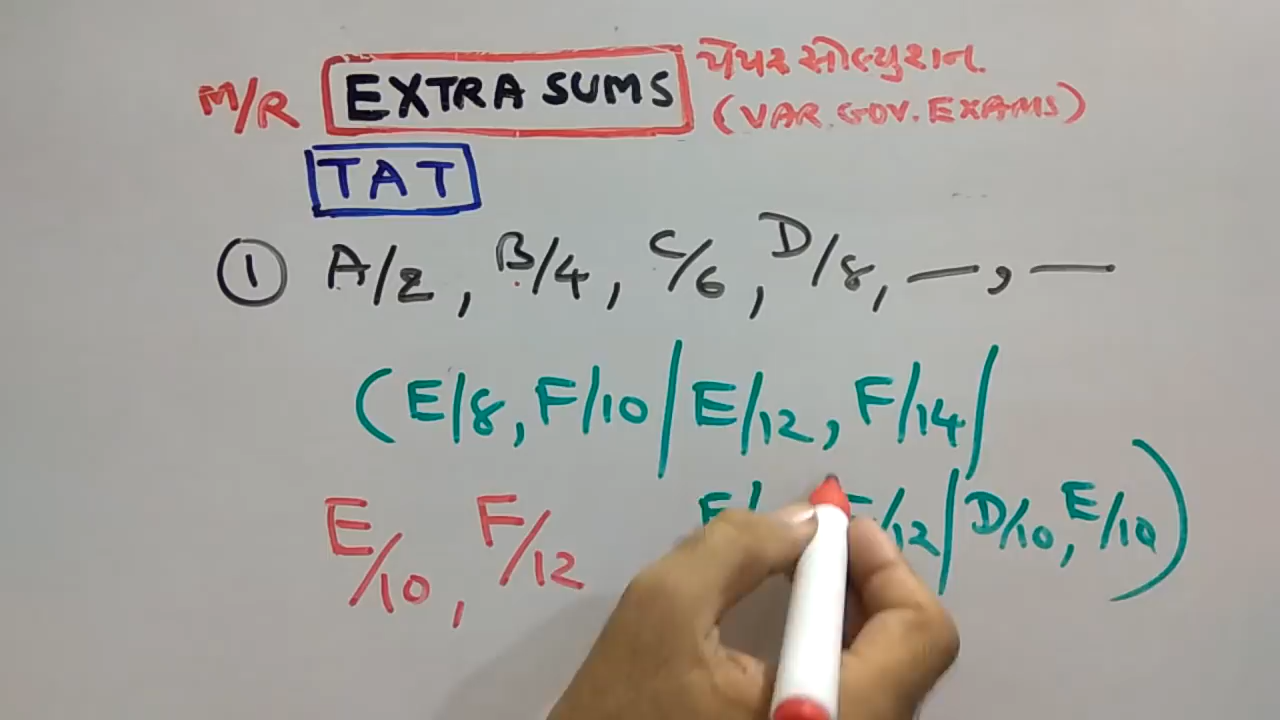 M/R EXTRA SUMS પેપર સોલ્યુશન
(VAR. GOV. EXAMS)
TAT
① A/2, B/4, C/6, D/8, —, —
(E/8, F/10 | E/12, F/14 |
/12 | D/10, E/10)
E/10, F/12